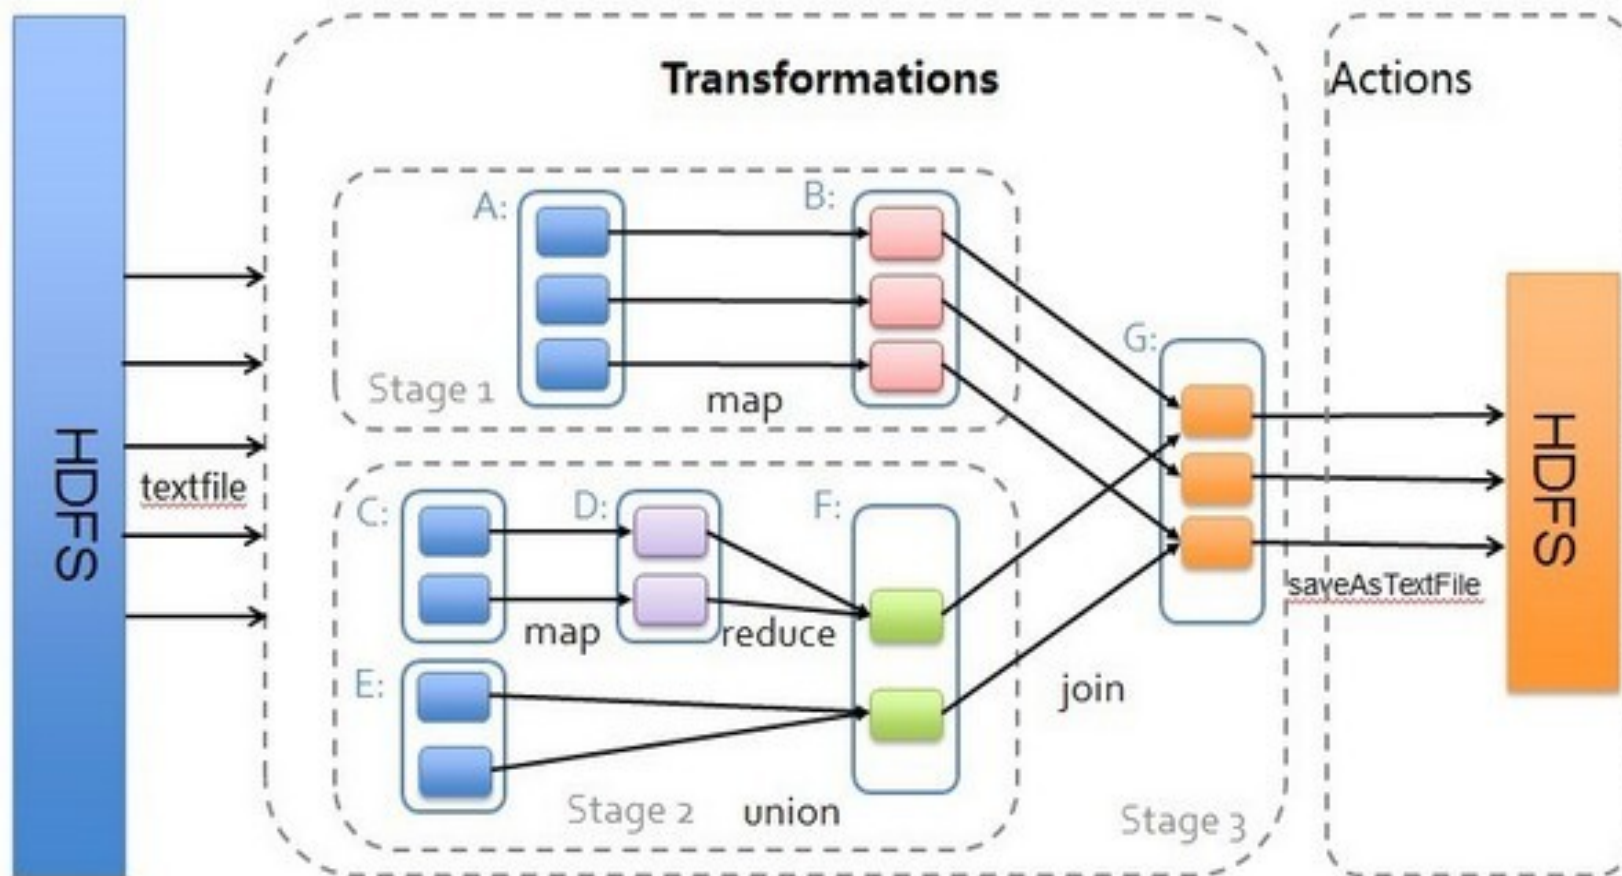 Transformations
Actions
HDFS
textfile
A:
B:
Stage 1
map
C:
D:
F:
map
reduce
E:
Stage 2
union
G:
join
Stage 3
saveAsTextFile
HDFS